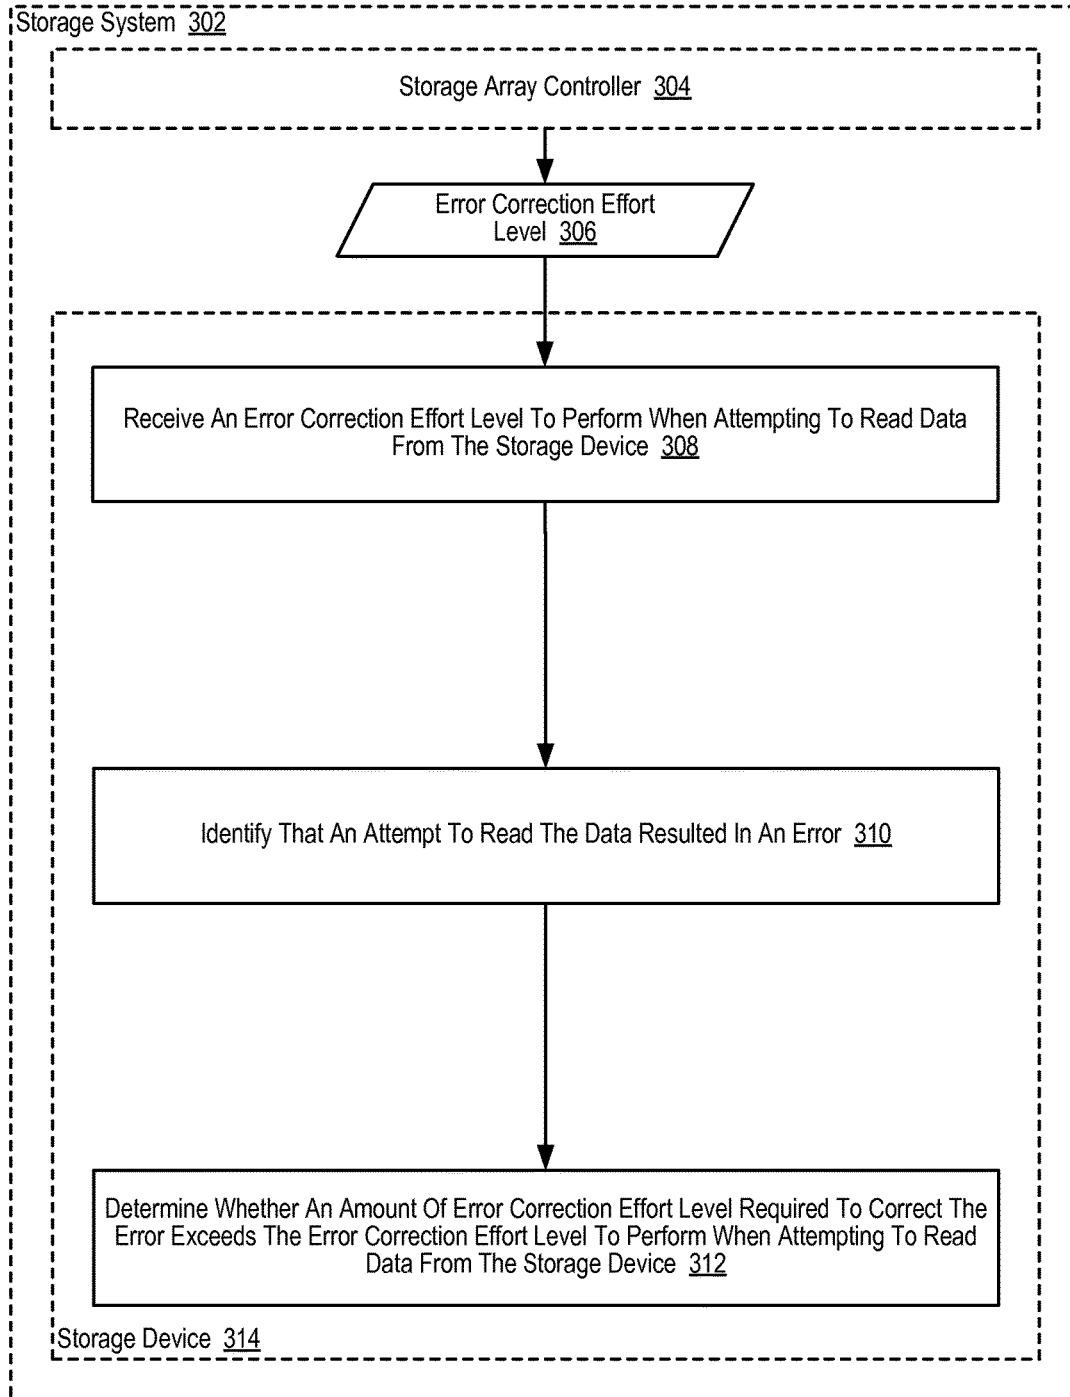 Storage System 302
Storage Array Controller 304
Error Correction Effort
Level 306
Receive An Error Correction Effort Level To Perform When Attempting To Read Data
From The Storage Device 308
Identify That An Attempt To Read The Data Resulted In An Error 310
Determine Whether An Amount Of Error Correction Effort Level Required To Correct The
Error Exceeds The Error Correction Effort Level To Perform When Attempting To Read
Data From The Storage Device 312
Storage Device 314